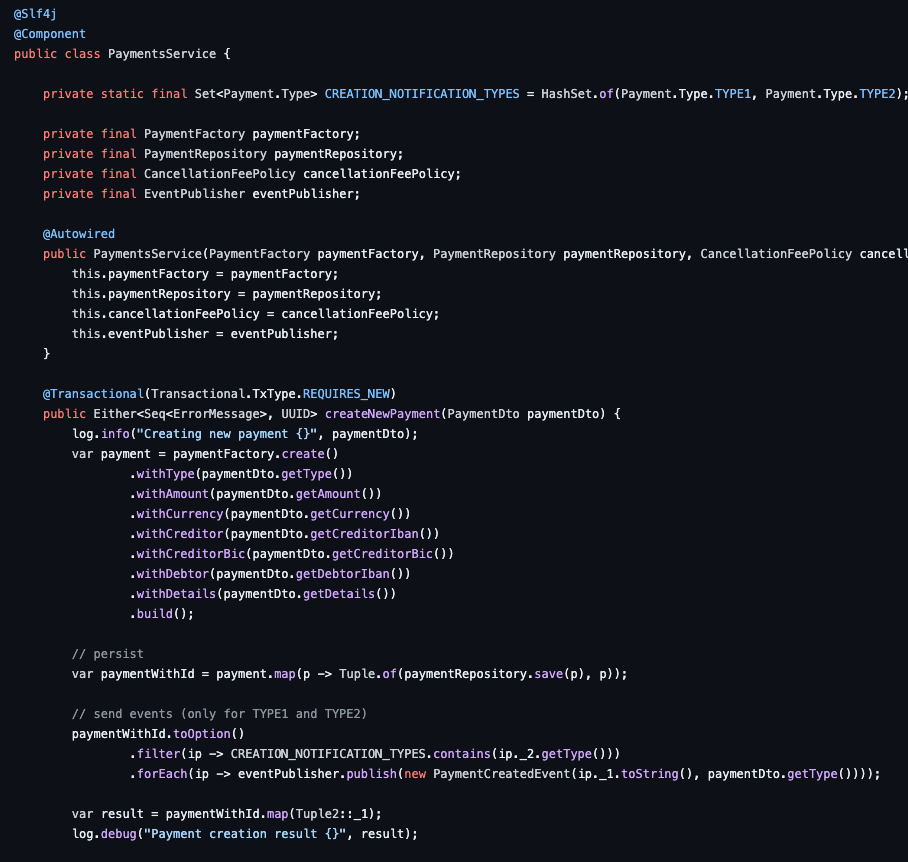 @Slf4j
@Component
public class PaymentsService {
private static final Set<Payment.Type> CREATION_NOTIFICATION_TYPES = HashSet.of(Payment.Type.TYPE1, Payment.Type.TYPE2);
private final PaymentFactory paymentFactory;
private final PaymentRepository paymentRepository;
private final CancellationFeePolicy cancellationFeePolicy;
private final EventPublisher eventPublisher;
@Autowired
public PaymentsService(PaymentFactory paymentFactory, PaymentRepository paymentRepository, CancellationFeePolicy cancell
this.paymentFactory = paymentFactory;
this.paymentRepository = paymentRepository;
this.cancellationFeePolicy = cancellationFeePolicy;
this.eventPublisher = eventPublisher;
}
@Transactional(Transactional.TxType.REQUIRES_NEW)
public Either<Seq<ErrorMessage>, UUID> createNewPayment(PaymentDto paymentDto) {
log.info("Creating new payment {}", paymentDto);
var payment = paymentFactory.create()
.withType(paymentDto.getType())
.withAmount(paymentDto.getAmount())
.withCurrency(paymentDto.getCurrency())
.withCreditor(paymentDto.getCreditorIban())
.withCreditorBic(paymentDto.getCreditorBic())
.withDebtor(paymentDto.getDebtorIban())
.withDetails(paymentDto.getDetails())
.build();
// persist
var paymentWithId = payment.map(p -> Tuple.of(paymentRepository.save(p), p));
// send events (only for TYPE1 and TYPE2)
paymentWithId.toOption()
.filter(ip -> CREATION_NOTIFICATION_TYPES.contains(ip._2.getType()))
.forEach(ip -> eventPublisher.publish(new PaymentCreatedEvent(ip._1.toString(), paymentDto.getType())));
var result = paymentWithId.map(Tuple2::_1);
log.debug("Payment creation result {}", result);